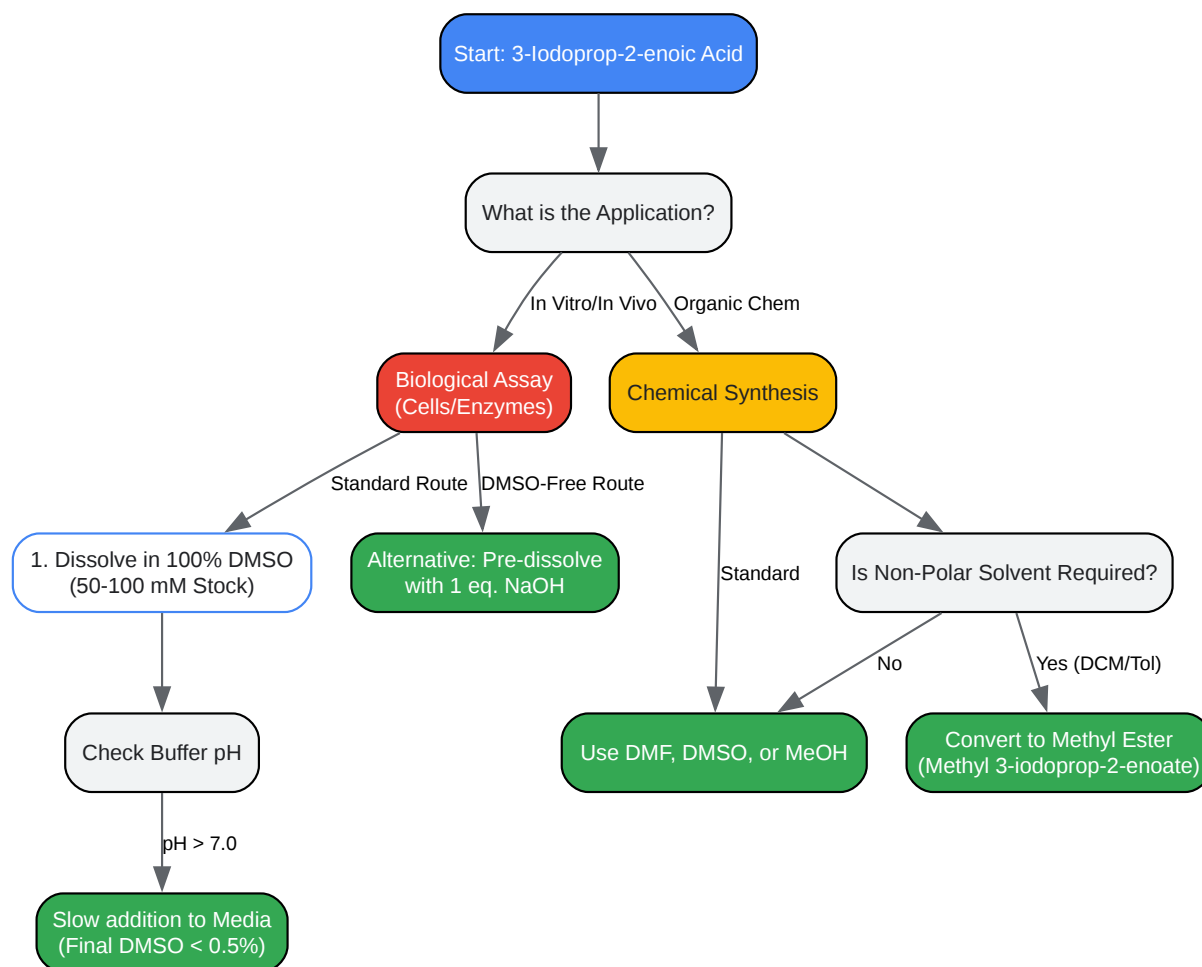 Start: 3-Iodoprop-2-enoic Acid
What is the Application?
In Vitro/In Vivo
Organic Chem
Biological Assay
(Cells/Enzymes)
Chemical Synthesis
Standard Route
DMSO-Free Route
1. Dissolve in 100% DMSO
(50-100 mM Stock)
Alternative: Pre-dissolve
with 1 eq. NaOH
Standard
Is Non-Polar Solvent Required?
No
Yes (DCM/Tol)
Check Buffer pH
Use DMF, DMSO, or MeOH
Convert to Methyl Ester
(Methyl 3-iodoprop-2-enoate)
pH > 7.0
Slow addition to Media
(Final DMSO < 0.5%)